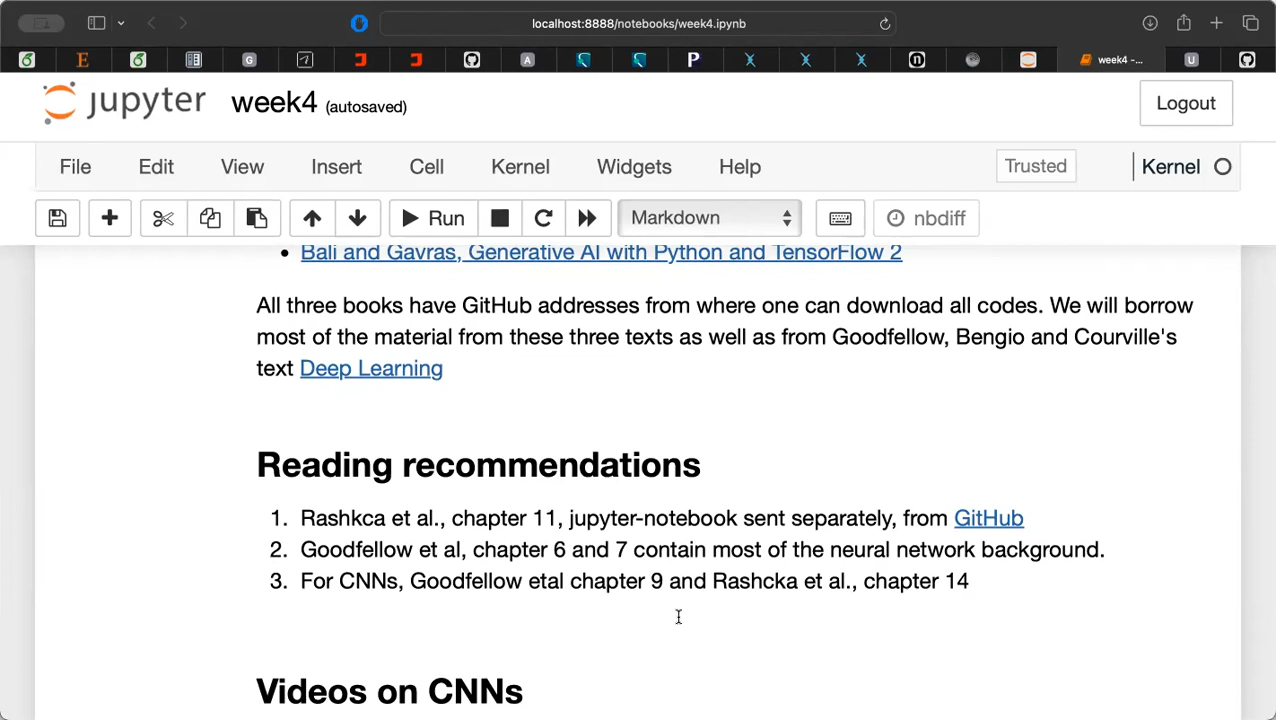 localhost:8888/notebooks/week4.ipynb
week4 -...
jupyter week4 (autosaved)
Logout
File Edit View Insert Cell Kernel Widgets Help
Trusted
Kernel
Run
Markdown
nbdiff
Bali and Gavras, Generative AI with Python and TensorFlow 2
All three books have GitHub addresses from where one can download all codes. We will borrow
most of the material from these three texts as well as from Goodfellow, Bengio and Courville's
text Deep Learning
Reading recommendations
1. Rashkca et al., chapter 11, jupyter-notebook sent separately, from GitHub
2. Goodfellow et al, chapter 6 and 7 contain most of the neural network background.
3. For CNNs, Goodfellow etal chapter 9 and Rashcka et al., chapter 14
Videos on CNNs